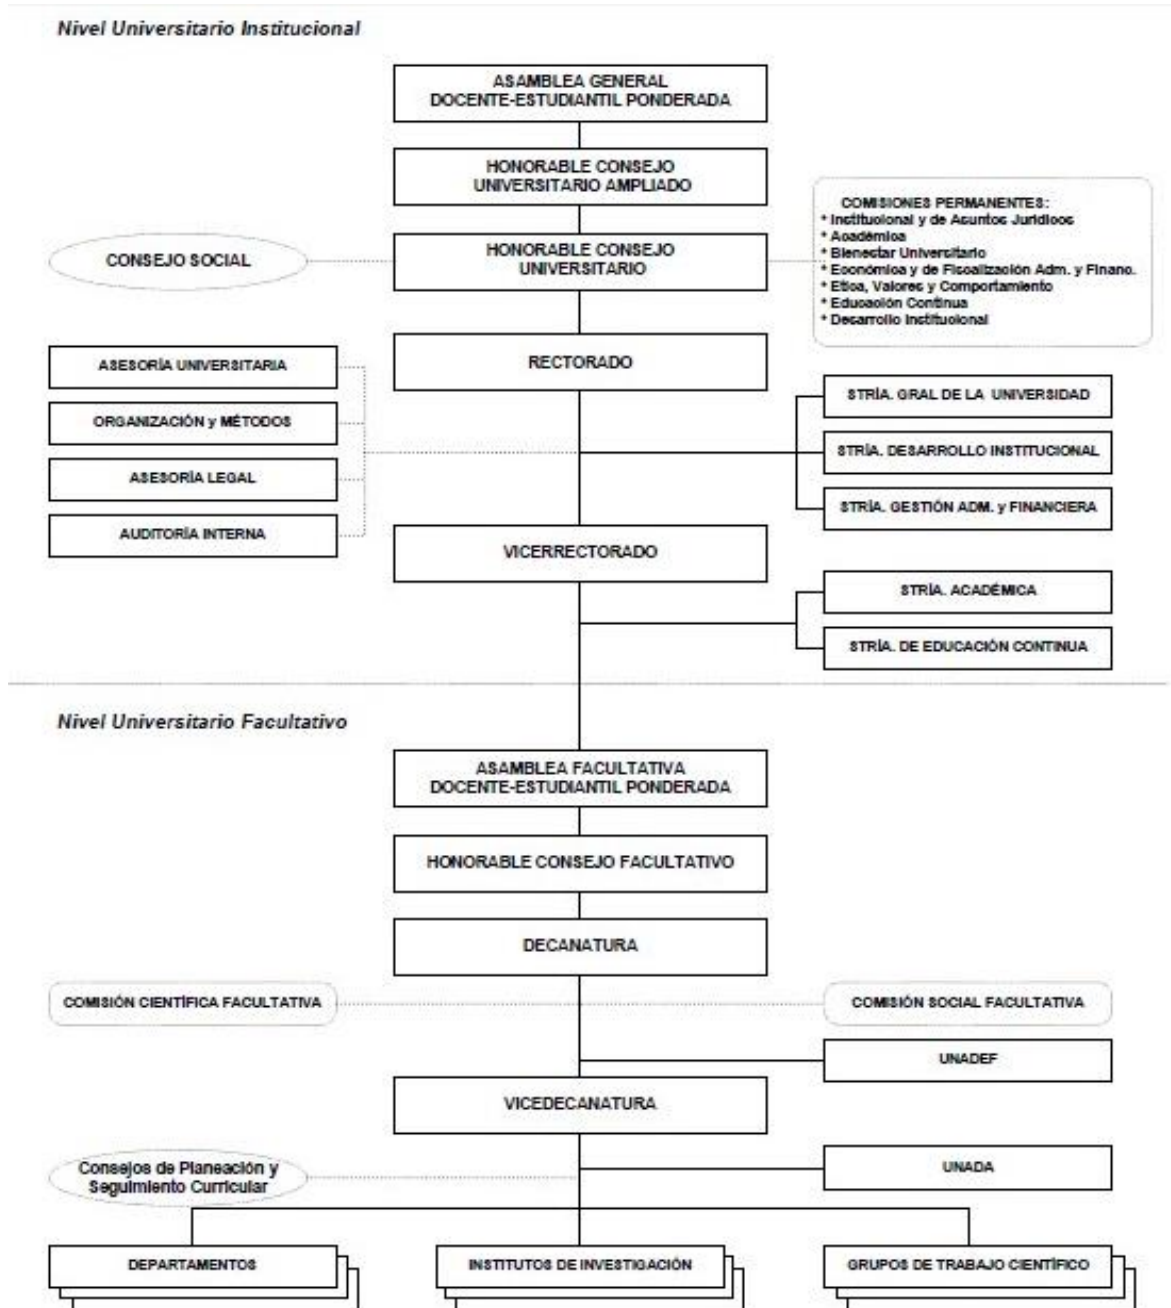 Nivel Universitario Institucional
ASAMBLEA GENERAL
DOCENTE-ESTUDIANTIL PONDERADA
HONORABLE CONSEJO
UNIVERSITARIO AMPLIADO
CONSEJO SOCIAL
HONORABLE CONSEJO
UNIVERSITARIO
COMISIONES PERMANENTES:
* Institucional y de Asuntos Jurídicos
* Académica
* Bienestar Universitario
* Económica y de Fiscalización Adm. y Financ.
* Etica, Valores y Comportamiento
* Educación Continua
* Desarrollo Institucional
RECTORADO
ASESORÍA UNIVERSITARIA
ORGANIZACIÓN y MÉTODOS
ASESORÍA LEGAL
AUDITORÍA INTERNA
STRÍA. GRAL DE LA UNIVERSIDAD
STRÍA. DESARROLLO INSTITUCIONAL
STRÍA. GESTIÓN ADM. y FINANCIERA
VICERRECTORADO
STRÍA. ACADÉMICA
STRÍA. DE EDUCACIÓN CONTINUA
Nivel Universitario Facultativo
ASAMBLEA FACULTATIVA
DOCENTE-ESTUDIANTIL PONDERADA
HONORABLE CONSEJO FACULTATIVO
DECANATURA
COMISIÓN CIENTÍFICA FACULTATIVA
COMISIÓN SOCIAL FACULTATIVA
UNADEF
VICEDECANATURA
Consejos de Planeación y
Seguimiento Curricular
UNADA
DEPARTAMENTOS
INSTITUTOS DE INVESTIGACIÓN
GRUPOS DE TRABAJO CIENTÍFICO